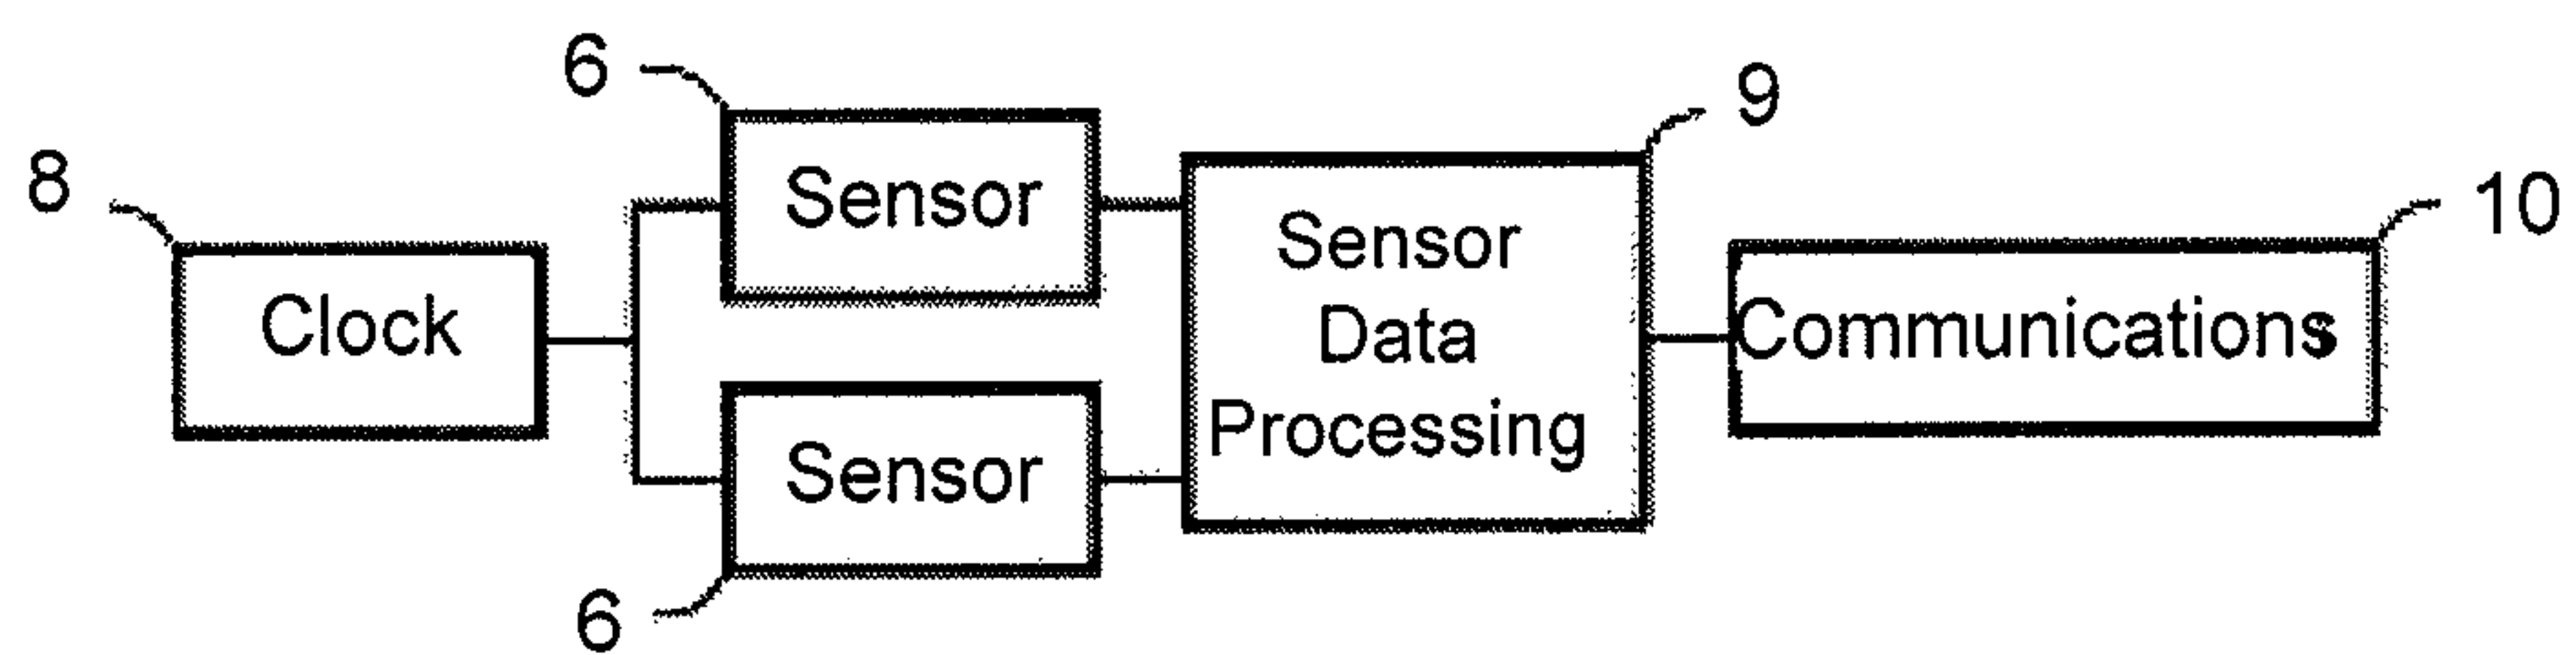 6
Sensor
9
8
Clock
Sensor
Data
Processing
10
Communications
Sensor
6